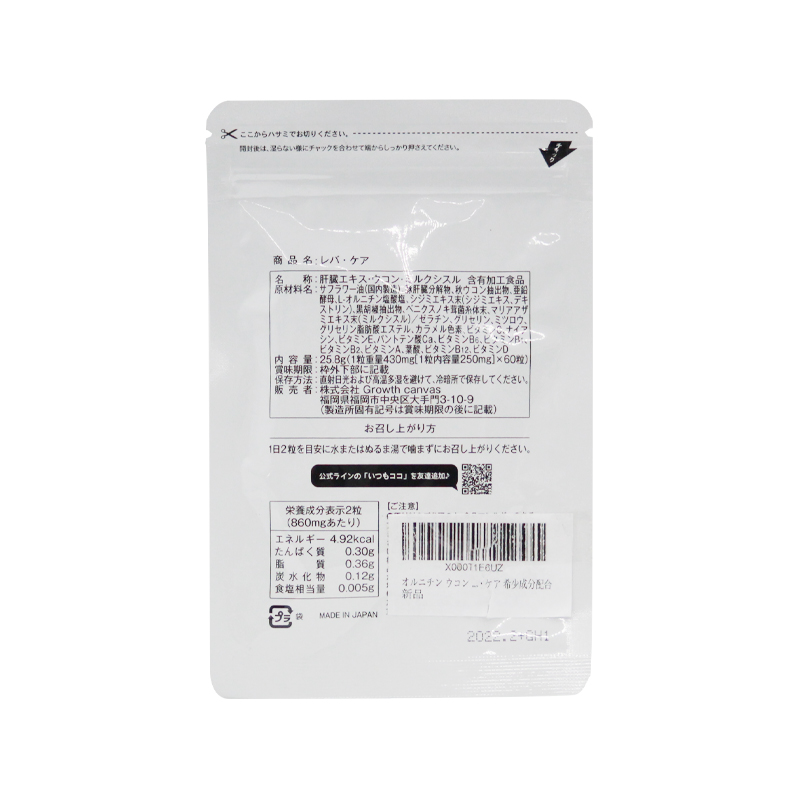 ここからハサミでお切りください。
開封後は、湿らない様にチャックを合わせて端からしっかり押さえてください。
チャック
商品名:レバ・ケア
名称:肝臓エキス・ウコン・ミルクシスル 含有加工食品
原材料名:サフラワー油(国内製造)、豚肝臓分解物、秋ウコン抽出物、亜鉛
酵母、L-オルニチン塩酸塩、シジミエキス末(シジミエキス、デキ
ストリン)、黒胡椒抽出物、ベニクスノキ茸菌糸体末、マリアアザ
ミエキス末(ミルクシスル)/ゼラチン、グリセリン、ミツロウ、
グリセリン脂肪酸エステル、カラメル色素、ビタミンC、ナイア
シン、ビタミンE、パントテン酸Ca、ビタミンB6、ビタミンB1、
ビタミンB2、ビタミンA、葉酸、ビタミンB12、ビタミンD
内容量:25.8g(1粒重量430mg[1粒内容量250mg]×60粒)
賞味期限:枠外下部に記載
保存方法:直射日光および高温多湿を避けて、冷暗所で保存してください。
販売者:株式会社 Growth canvas
福岡県福岡市中央区大手門3-10-9
(製造所固有記号は賞味期限の後に記載)
お召し上がり方
1日2粒を目安に水またはぬるま湯で噛まずにお召し上がりください。
公式ラインの「いつもココ」を友達追加♪
栄養成分表示2粒
(860mgあたり)
エネルギー 4.92kcal
たんぱく質 0.30g
脂質 0.36g
炭水化物 0.12g
食塩相当量 0.005g
プラ 袋 MADE IN JAPAN
【ご注意】
X000T1E6UZ
オルニチン ウコン ... ・ケア 希少成分配合
新品
2022.2+GH1